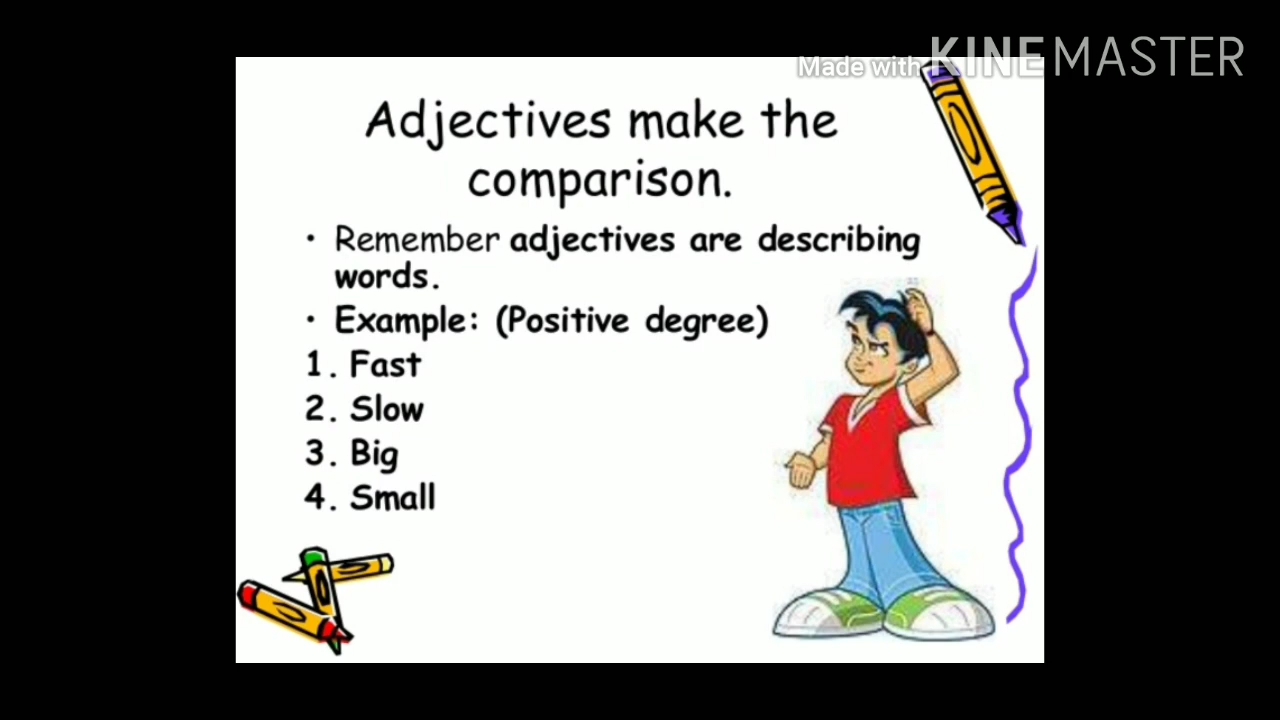 Made with KINEMASTER
Adjectives make the
comparison.
• Remember adjectives are describing
words.
• Example: (Positive degree)
1. Fast
2. Slow
3. Big
4. Small